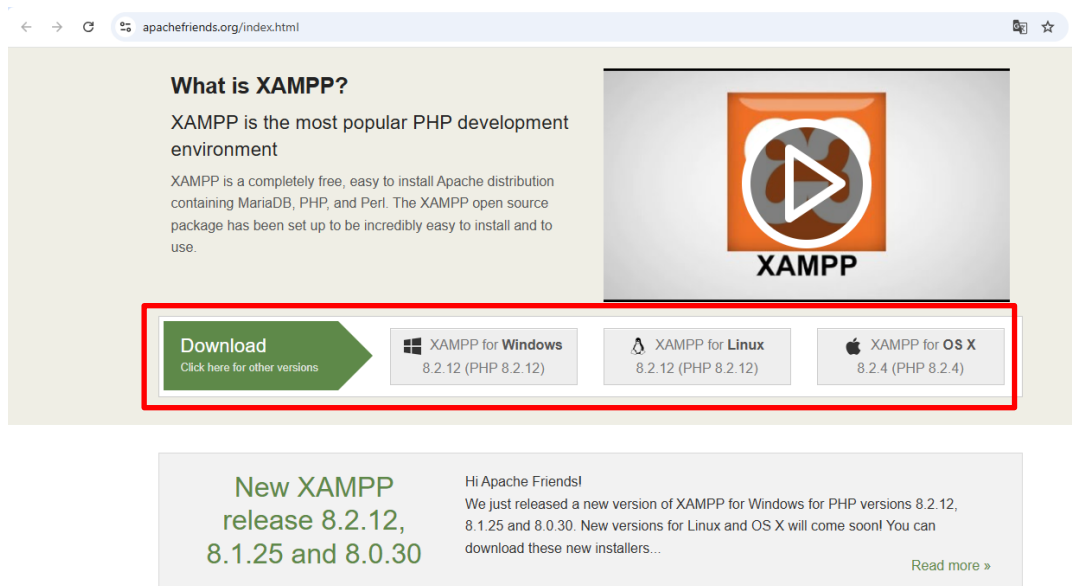 apachefriends.org/index.html
What is XAMPP?
XAMPP is the most popular PHP development
environment
XAMPP is a completely free, easy to install Apache distribution
containing MariaDB, PHP, and Perl. The XAMPP open source
package has been set up to be incredibly easy to install and to
use.
XAMPP
Download
Click here for other versions
XAMPP for Windows
8.2.12 (PHP 8.2.12)
XAMPP for Linux
8.2.12 (PHP 8.2.12)
XAMPP for OS X
8.2.4 (PHP 8.2.4)
New XAMPP
release 8.2.12,
8.1.25 and 8.0.30
Hi Apache Friends!
We just released a new version of XAMPP for Windows for PHP versions 8.2.12,
8.1.25 and 8.0.30. New versions for Linux and OS X will come soon! You can
download these new installers...
Read more »